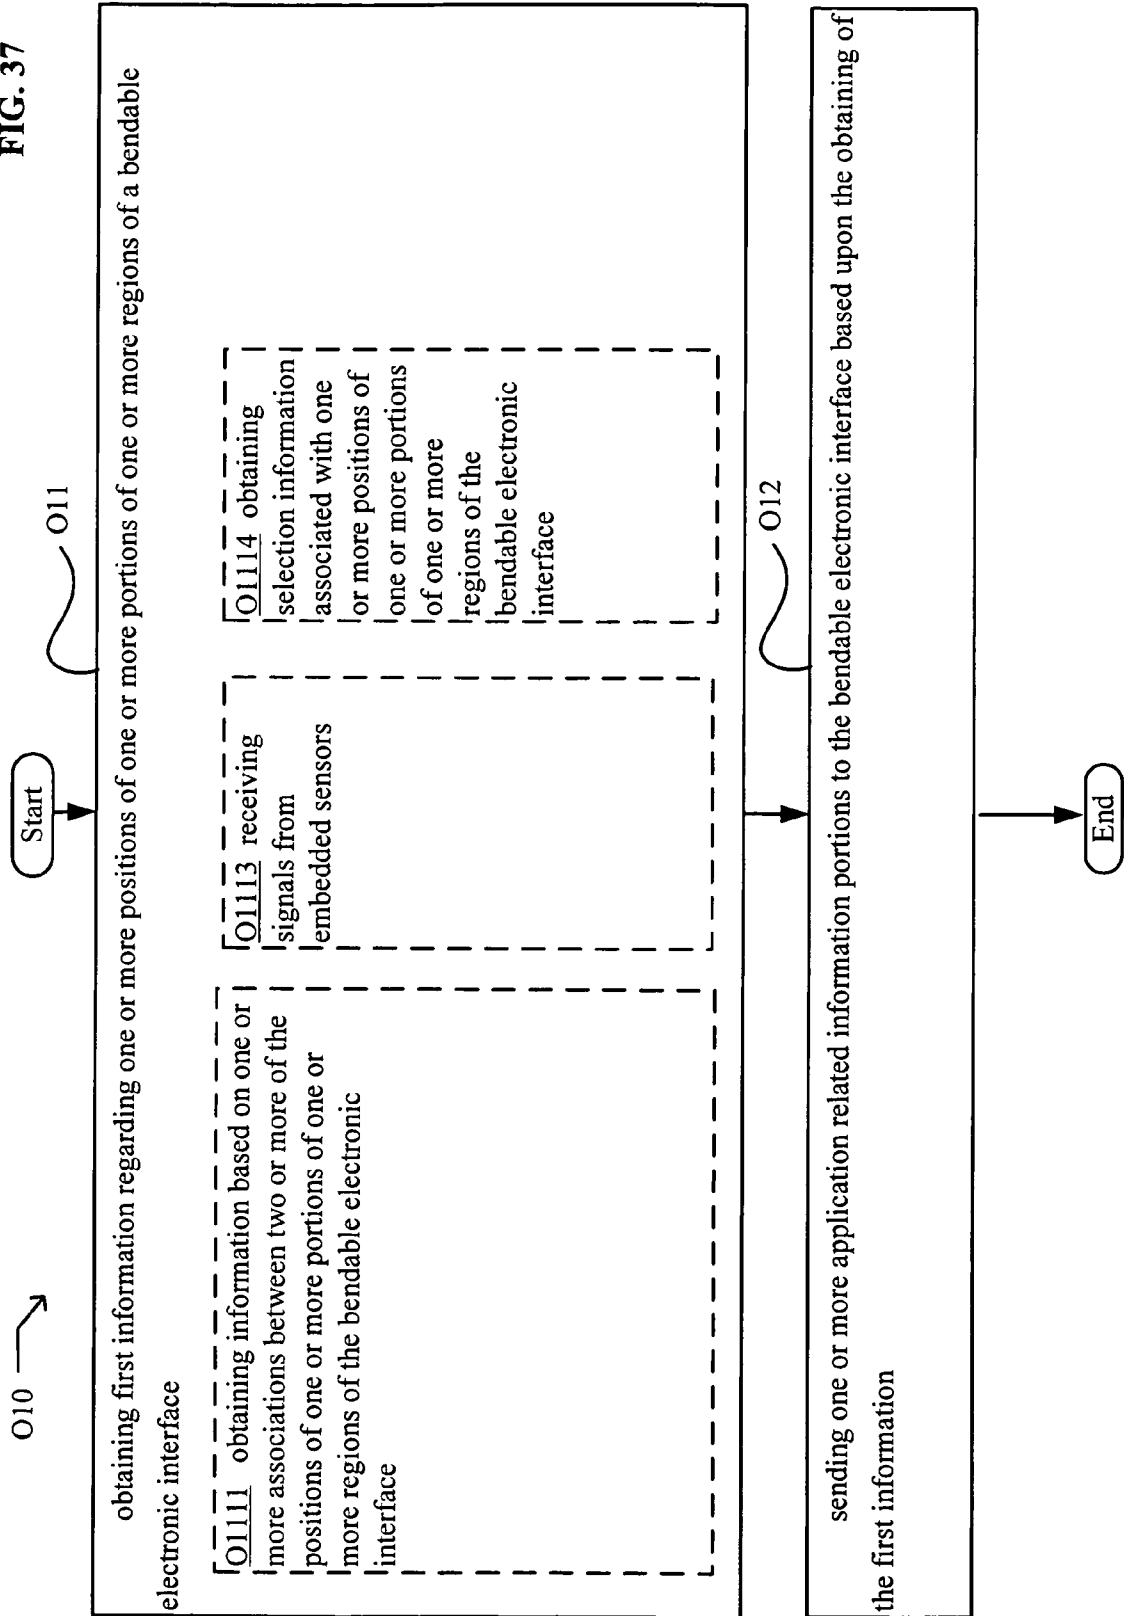 FIG. 37
O10
Start
O11
obtaining first information regarding one or more positions of one or more portions of one or more regions of a bendable
electronic interface
O1111 obtaining information based on one or
more associations between two or more of the
positions of one or more portions of one or
more regions of the bendable electronic
interface
O1113 receiving
signals from
embedded sensors
O1114 obtaining
selection information
associated with one
or more positions of
one or more portions
of one or more
regions of the
bendable electronic
interface
O12
sending one or more application related information portions to the bendable electronic interface based upon the obtaining of
the first information
End